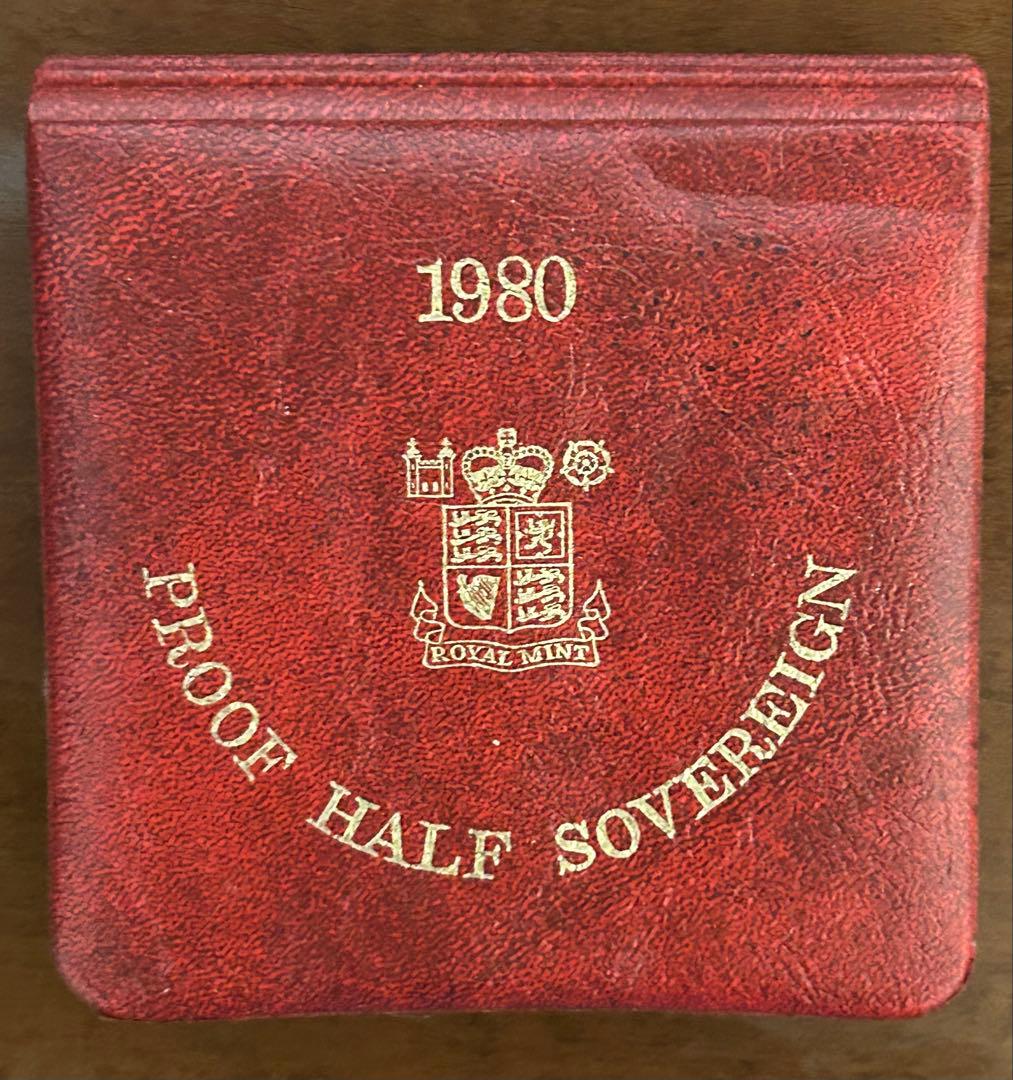 1980
ROYAL MINT
PROOF HALF SOVEREIGN